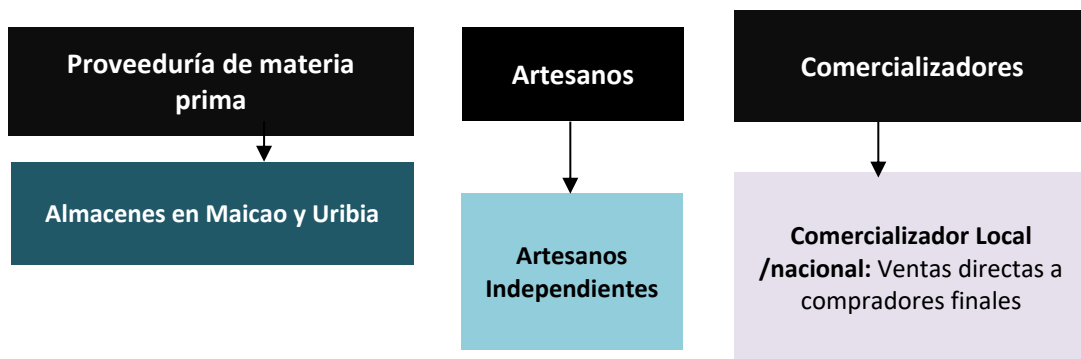 Proveeduría de materia
prima
Almacenes en Maicao y Uribia
Artesanos
Artesanos
Independientes
Comercializadores
Comercializador Local
/nacional: Ventas directas a
compradores finales